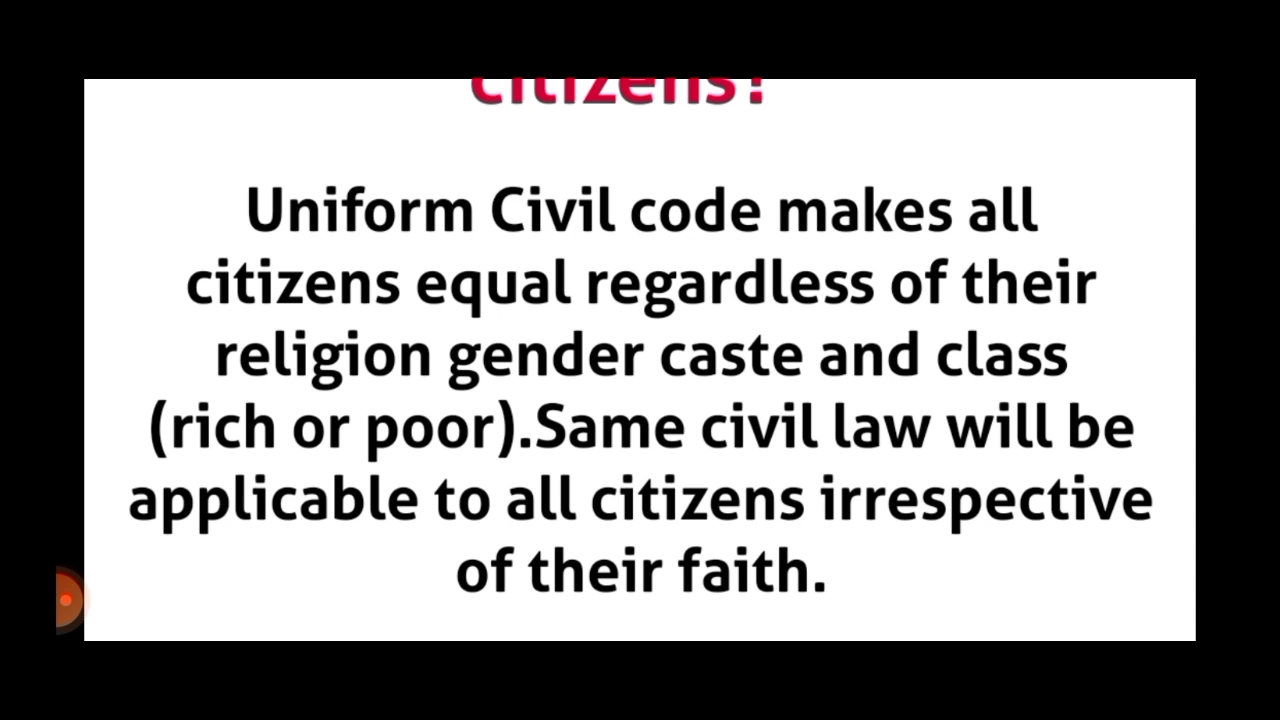 citizens?
Uniform Civil code makes all
citizens equal regardless of their
religion gender caste and class
(rich or poor).Same civil law will be
applicable to all citizens irrespective
of their faith.